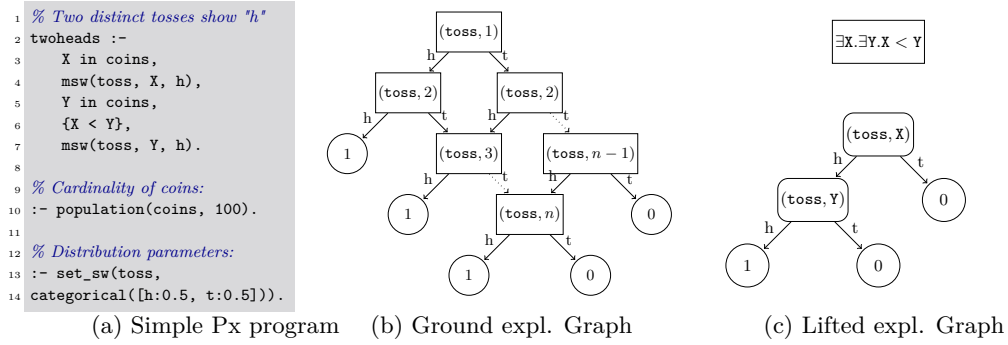 1 % Two distinct tosses show "h"
2 twoheads :-
3 X in coins,
4 msw(toss, X, h),
5 Y in coins,
6 {X < Y},
7 msw(toss, Y, h).
8
9 % Cardinality of coins:
10 :- population(coins, 100).
11
12 % Distribution parameters:
13 :- set_sw(toss,
14 categorical([h:0.5, t:0.5])).
(a) Simple Px program
(toss, 1)
h t
(toss, 2) (toss, 2)
h t h t
1 (toss, 3) (toss, n − 1)
h t h t
1 (toss, n) 0
h t
1 0
(b) Ground expl. Graph
∃X.∃Y.X < Y
(toss, X)
h t
(toss, Y) 0
h t
1 0
(c) Lifted expl. Graph